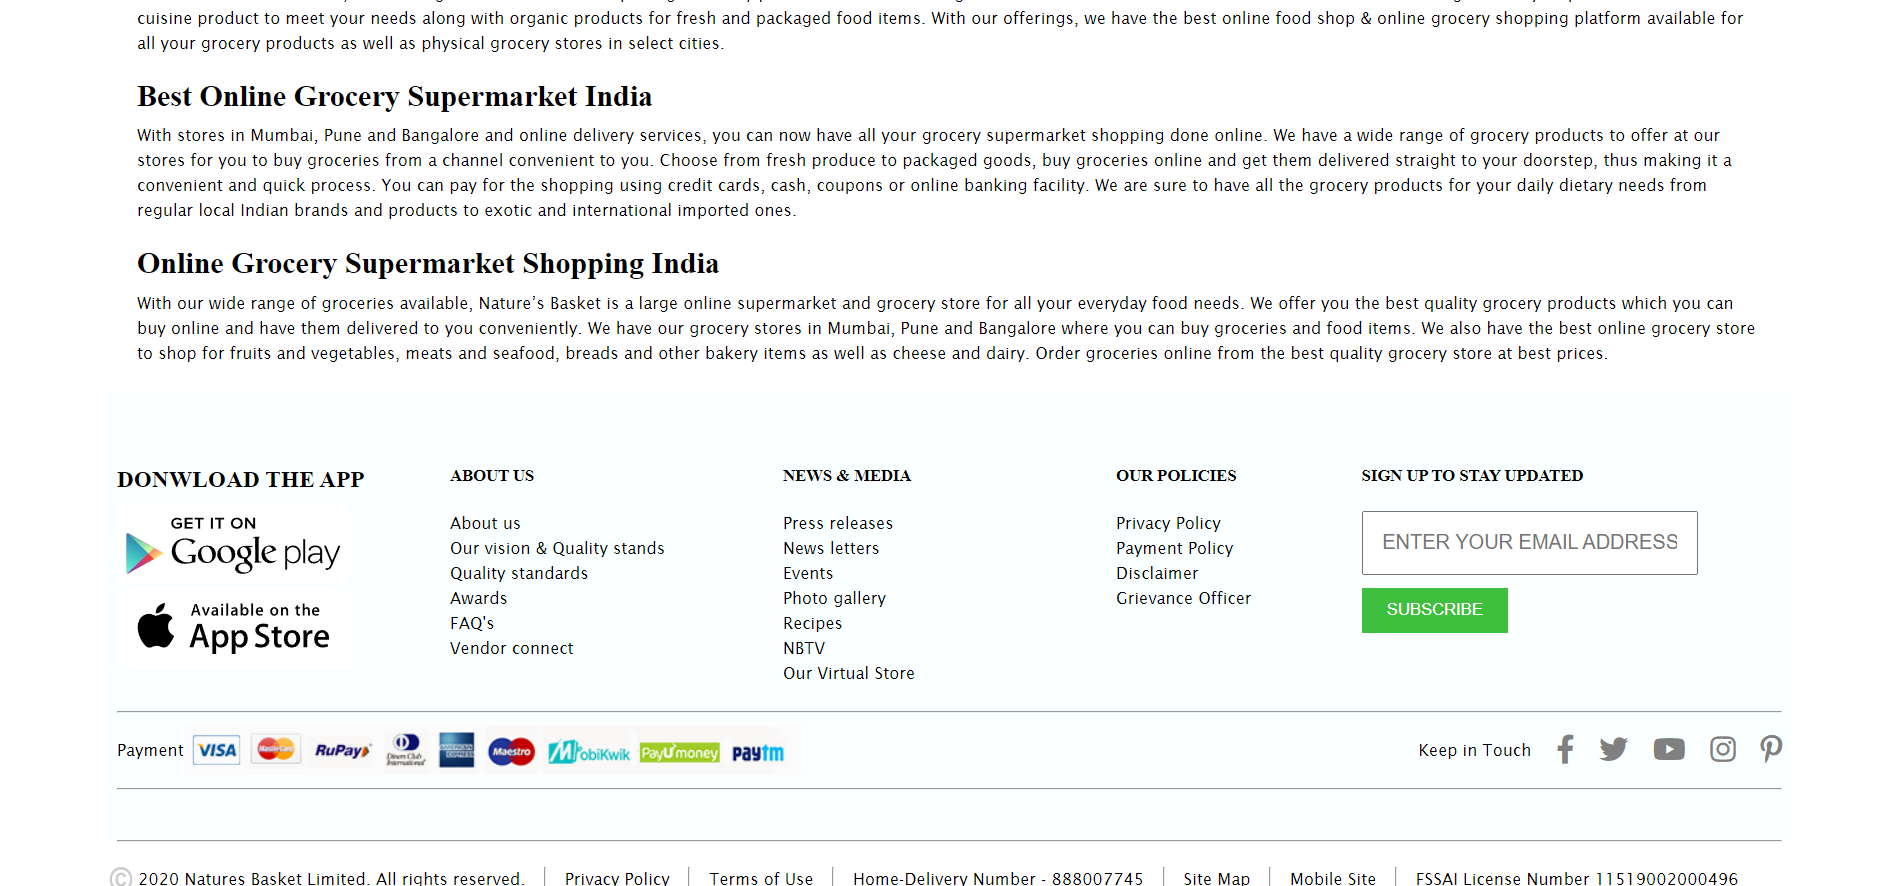 cuisine product to meet your needs along with organic products for fresh and packaged food items. With our offerings, we have the best online food shop & online grocery shopping platform available for
all your grocery products as well as physical grocery stores in select cities.
Best Online Grocery Supermarket India
With stores in Mumbai, Pune and Bangalore and online delivery services, you can now have all your grocery supermarket shopping done online. We have a wide range of grocery products to offer at our
stores for you to buy groceries from a channel convenient to you. Choose from fresh produce to packaged goods, buy groceries online and get them delivered straight to your doorstep, thus making it a
convenient and quick process. You can pay for the shopping using credit cards, cash, coupons or online banking facility. We are sure to have all the grocery products for your daily dietary needs from
regular local Indian brands and products to exotic and international imported ones.
Online Grocery Supermarket Shopping India
With our wide range of groceries available, Nature’s Basket is a large online supermarket and grocery store for all your everyday food needs. We offer you the best quality grocery products which you can
buy online and have them delivered to you conveniently. We have our grocery stores in Mumbai, Pune and Bangalore where you can buy groceries and food items. We also have the best online grocery store
to shop for fruits and vegetables, meats and seafood, breads and other bakery items as well as cheese and dairy. Order groceries online from the best quality grocery store at best prices.
DONWLOAD THE APP
GET IT ON
Google play
Available on the
App Store
ABOUT US
About us
Our vision & Quality stands
Quality standards
Awards
FAQ's
Vendor connect
NEWS & MEDIA
Press releases
News letters
Events
Photo gallery
Recipes
NBTV
Our Virtual Store
OUR POLICIES
Privacy Policy
Payment Policy
Disclaimer
Grievance Officer
SIGN UP TO STAY UPDATED
ENTER YOUR EMAIL ADDRESS
SUBSCRIBE
Payment VISA MasterCard RuPay Diners Club International AMERICAN EXPRESS Maestro MobiKwik PayUmoney paytm
Keep in Touch
© 2020 Natures Basket Limited. All rights reserved. Privacy Policy Terms of Use Home-Delivery Number - 888007745 Site Map Mobile Site FSSAI License Number 11519002000496